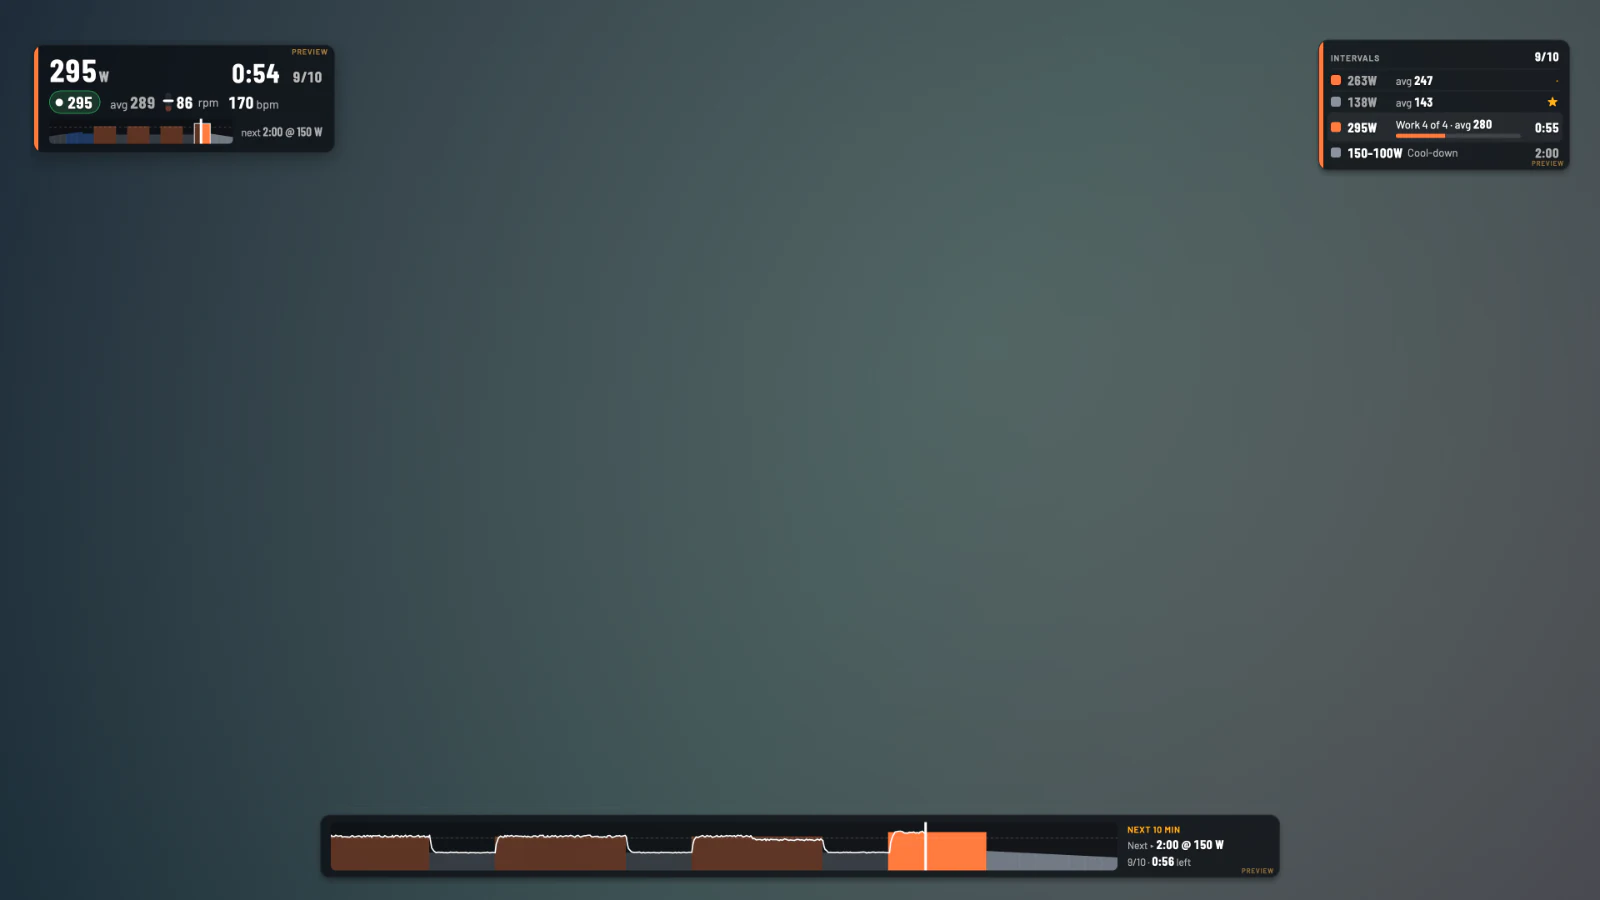 PREVIEW
295W 0:54 9/10
295 avg 289 86 rpm 170 bpm
next 2:00 @ 150 W
INTERVALS 9/10
263W avg 247
138W avg 143
295W Work 4 of 4 · avg 280 0:55
150-100W Cool-down 2:00
PREVIEW
NEXT 10 MIN
Next • 2:00 @ 150 W
9/10 · 0:56 left
PREVIEW